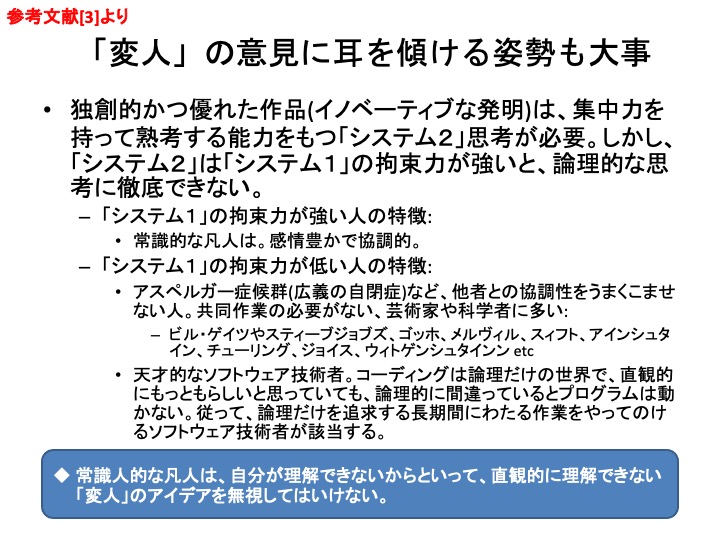 参考文献[3]より
「変人」の意見に耳を傾ける姿勢も大事
• 独創的かつ優れた作品(イノベーティブな発明)は、集中力を
持って熟考する能力をもつ「システム２」思考が必要。しかし、
「システム２」は「システム１」の拘束力が強いと、論理的な思
考に徹底できない。
– 「システム１」の拘束力が強い人の特徴:
• 常識的な凡人は。感情豊かで協調的。
– 「システム１」の拘束力が低い人の特徴:
• アスペルガー症候群(広義の自閉症)など、他者との協調性をうまくこませ
ない人。共同作業の必要がない、芸術家や科学者に多い:
– ビル・ゲイツやスティーブジョブズ、ゴッホ、メルヴィル、スィフト、アインシュタ
イン、チューリング、ジョイス、ウィトゲンシュタインン etc
• 天才的なソフトウェア技術者。コーディングは論理だけの世界で、直観的
にもっともらしいと思っていても、論理的に間違っているとプログラムは動
かない。従って、論理だけを追求する長期間にわたる作業をやってのけ
るソフトウェア技術者が該当する。
◆ 常識人的な凡人は、自分が理解できないからといって、直観的に理解できない
「変人」のアイデアを無視してはいけない。